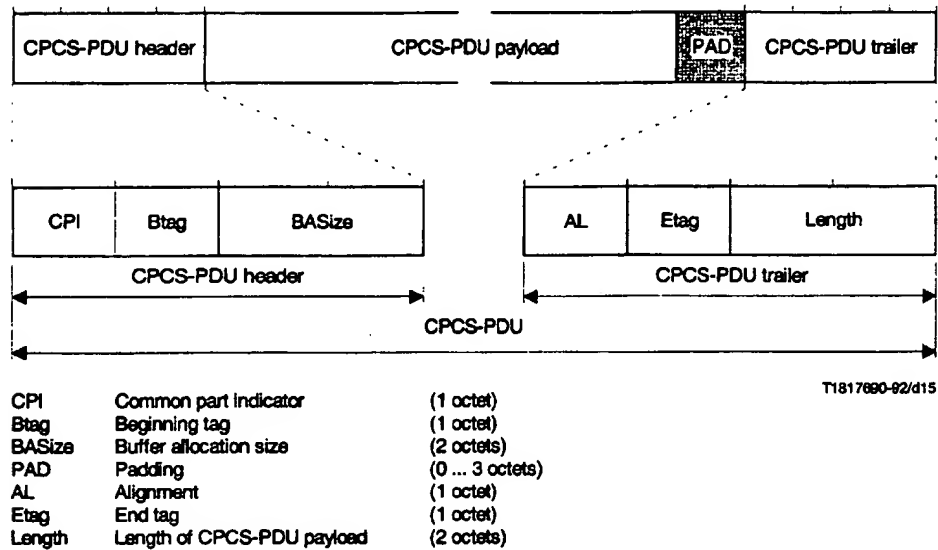 CPCS-PDU header CPCS-PDU payload PAD CPCS-PDU trailer
CPI Btag BASize AL Etag Length
CPCS-PDU header CPCS-PDU trailer
CPCS-PDU
T1817690-92/d15
CPI Common part indicator (1 octet)
Btag Beginning tag (1 octet)
BASize Buffer allocation size (2 octets)
PAD Padding (0 ... 3 octets)
AL Alignment (1 octet)
Etag End tag (1 octet)
Length Length of CPCS-PDU payload (2 octets)